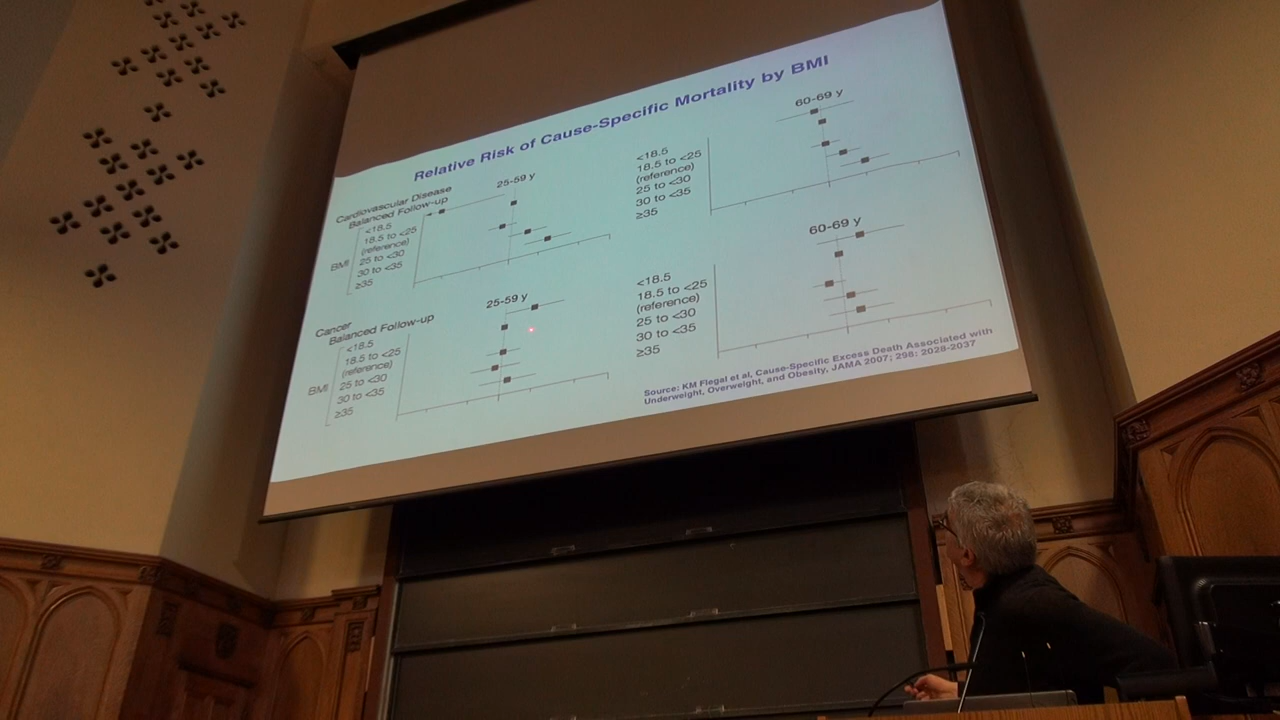 Relative Risk of Cause-Specific Mortality by BMI
Cardiovascular Disease
Balanced Follow-up
25-59 y
BMI
<18.5
18.5 to <25
(reference)
25 to <30
30 to <35
≥35
60-69 y
<18.5
18.5 to <25
(reference)
25 to <30
30 to <35
≥35
Cancer
Balanced Follow-up
25-59 y
BMI
<18.5
18.5 to <25
(reference)
25 to <30
30 to <35
≥35
60-69 y
<18.5
18.5 to <25
(reference)
25 to <30
30 to <35
≥35
Source: KM Flegal et al, Cause-Specific Excess Death Associated with
Underweight, Overweight, and Obesity, JAMA 2007; 298: 2028-2037